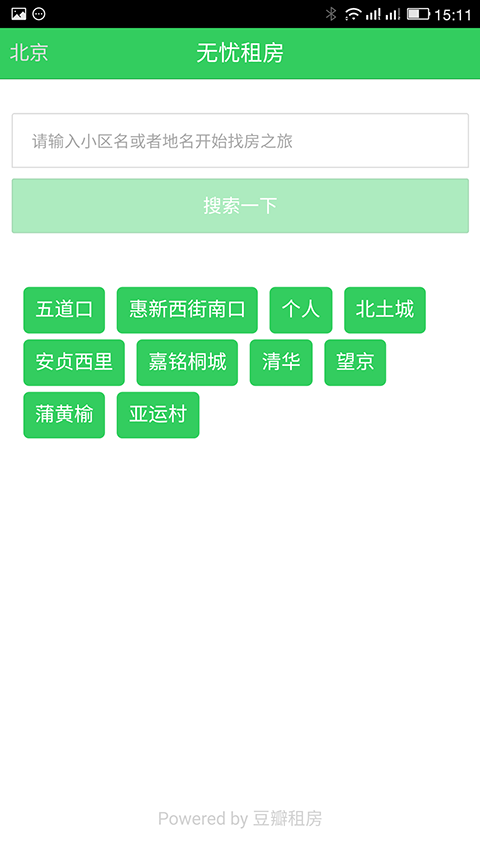 15:11
北京 无忧租房
请输入小区名或者地名开始找房之旅
搜索一下
五道口 惠新西街南口 个人 北土城
安贞西里 嘉铭桐城 清华 望京
蒲黄榆 亚运村
Powered by 豆瓣租房